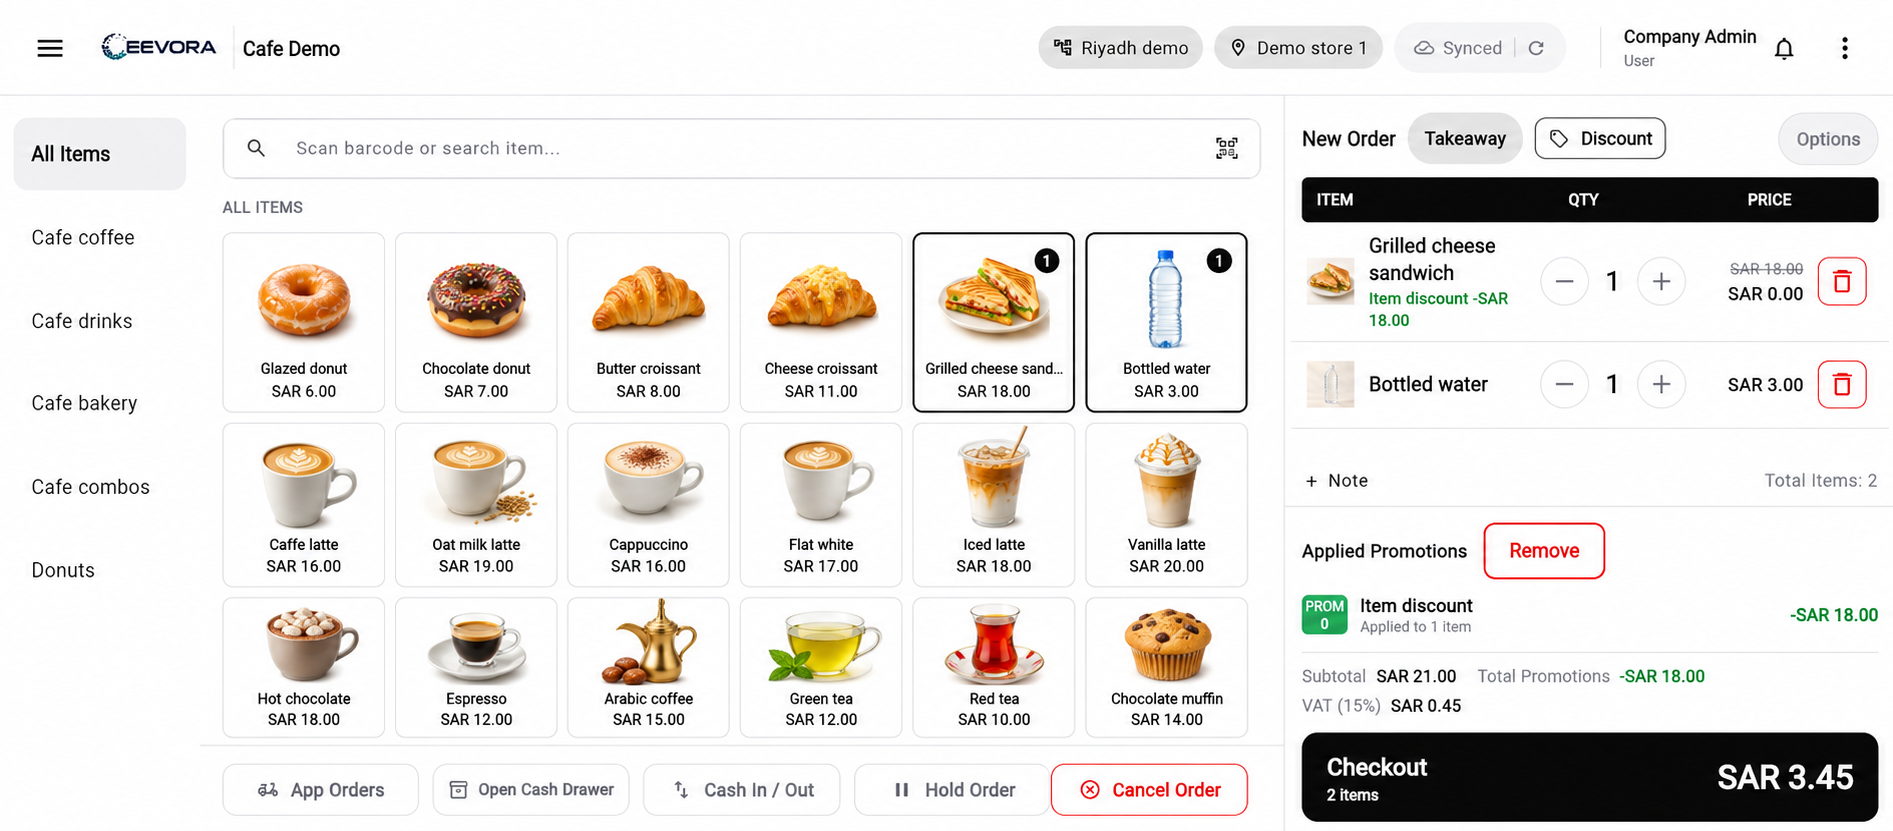 EEVORA
Cafe Demo
Riyadh demo
Demo store 1
Synced
Company Admin
User
All Items
Cafe coffee
Cafe drinks
Cafe bakery
Cafe combos
Donuts
Scan barcode or search item...
ALL ITEMS
Glazed donut
SAR 6.00
Chocolate donut
SAR 7.00
Butter croissant
SAR 8.00
Cheese croissant
SAR 11.00
1
Grilled cheese sand...
SAR 18.00
1
Bottled water
SAR 3.00
Caffe latte
SAR 16.00
Oat milk latte
SAR 19.00
Cappuccino
SAR 16.00
Flat white
SAR 17.00
Iced latte
SAR 18.00
Vanilla latte
SAR 20.00
Hot chocolate
SAR 18.00
Espresso
SAR 12.00
Arabic coffee
SAR 15.00
Green tea
SAR 12.00
Red tea
SAR 10.00
Chocolate muffin
SAR 14.00
App Orders
Open Cash Drawer
Cash In / Out
Hold Order
Cancel Order
New Order
Takeaway
Discount
Options
ITEM QTY PRICE
Grilled cheese
sandwich
Item discount -SAR
18.00
1
SAR 18.00
SAR 0.00
Bottled water
1
SAR 3.00
+ Note
Total Items: 2
Applied Promotions
Remove
PROM
0
Item discount
Applied to 1 item
-SAR 18.00
Subtotal SAR 21.00 Total Promotions -SAR 18.00
VAT (15%) SAR 0.45
Checkout
2 items
SAR 3.45